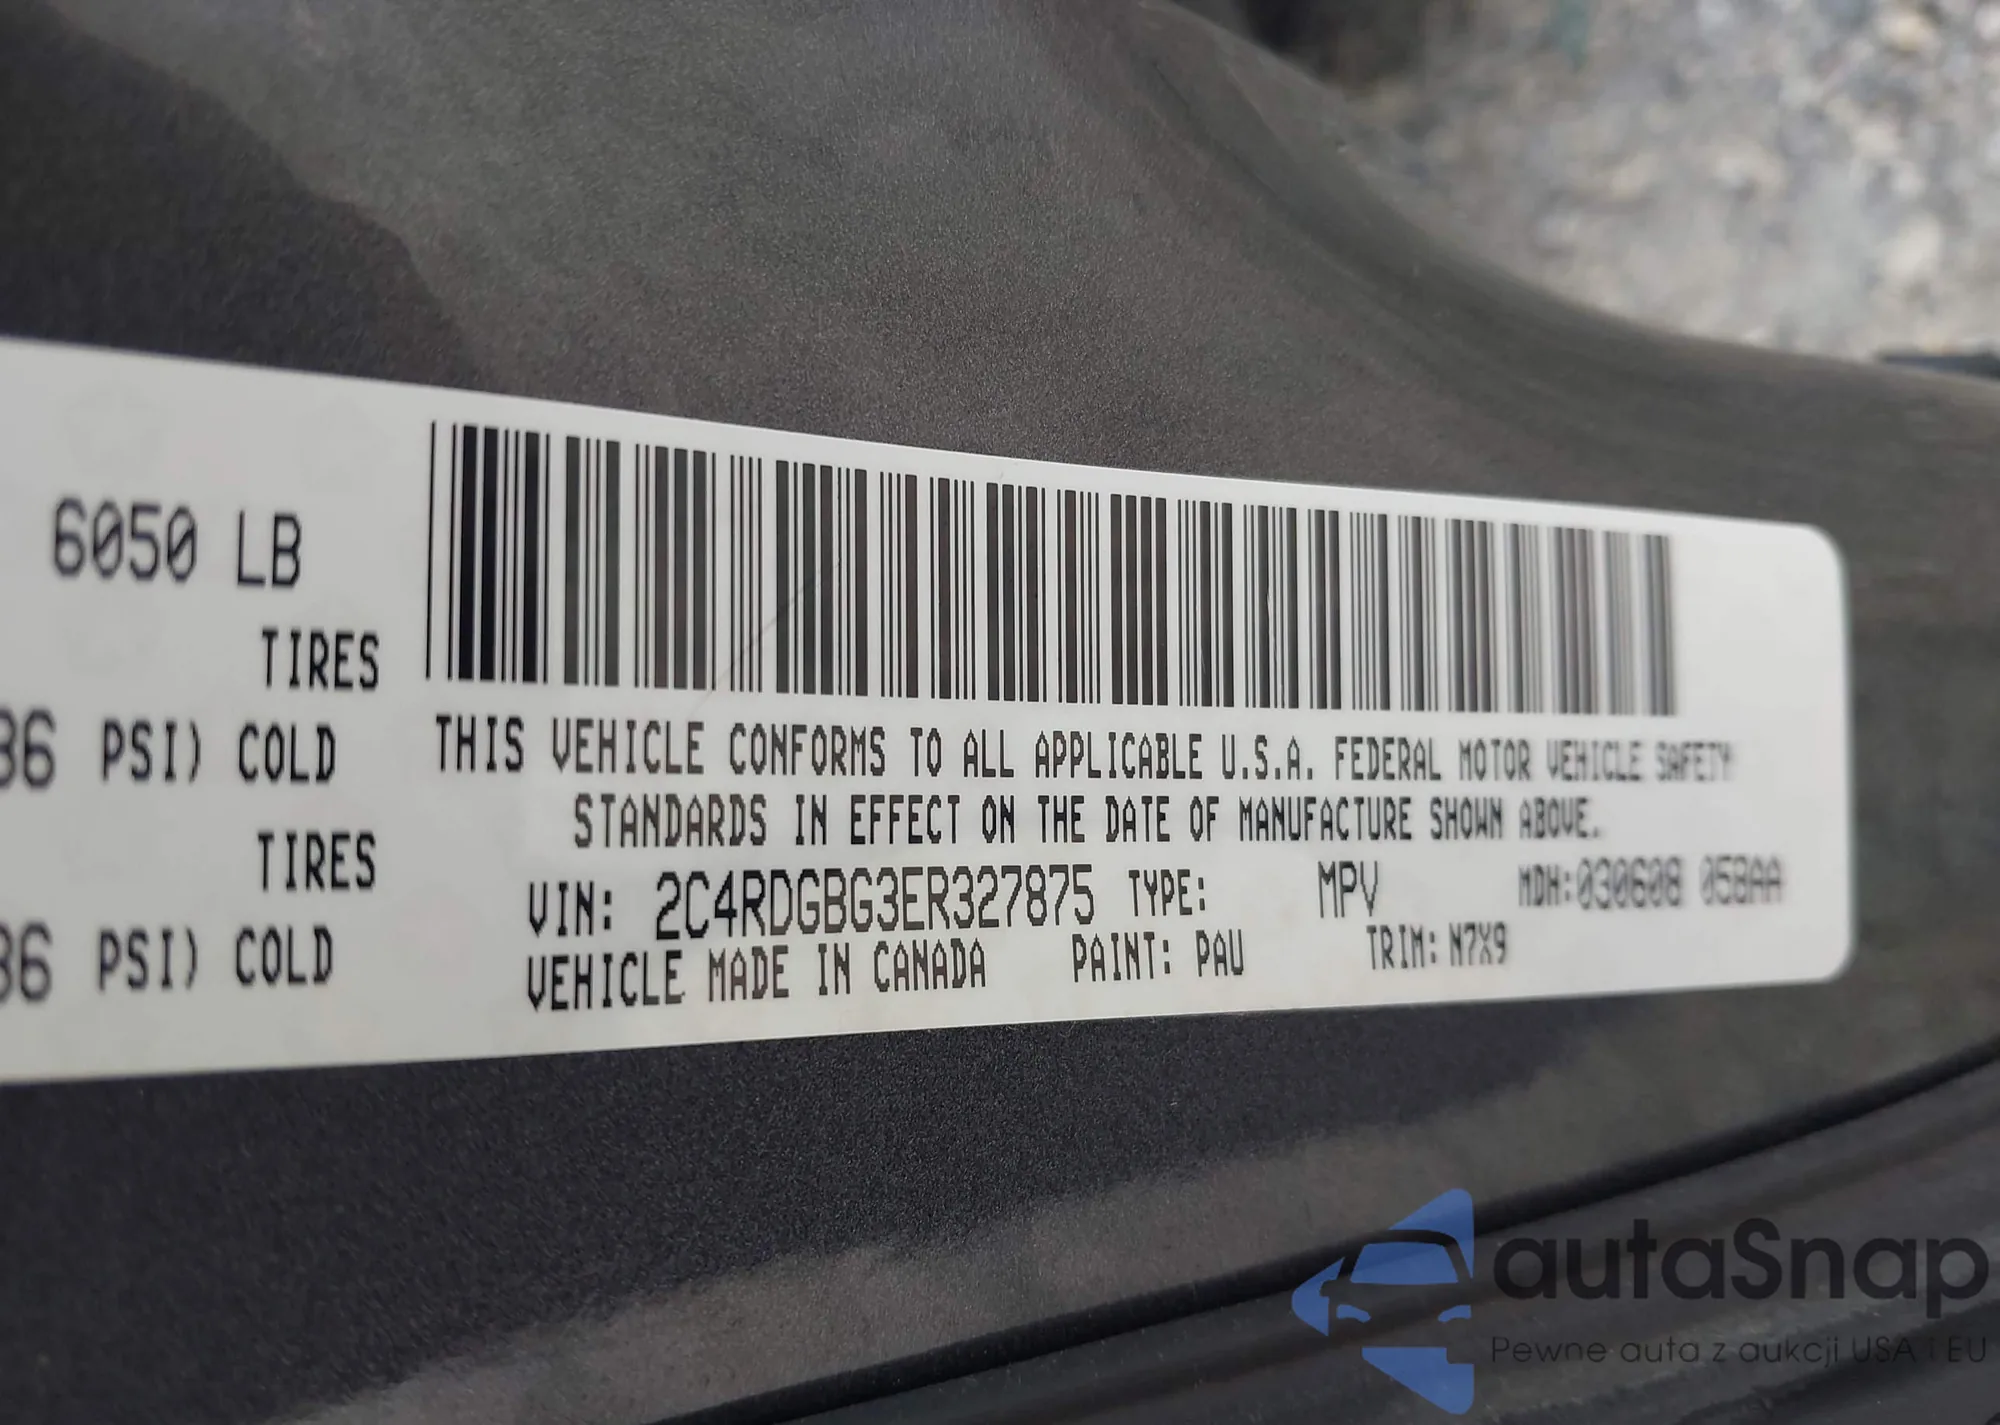 6050 LB
TIRES
36 PSI) COLD
TIRES
36 PSI) COLD
THIS VEHICLE CONFORMS TO ALL APPLICABLE U.S.A. FEDERAL MOTOR VEHICLE SAFETY
STANDARDS IN EFFECT ON THE DATE OF MANUFACTURE SHOWN ABOVE.
VIN: 2C4RDGBG3ER327875 TYPE: MPV MDH:030608 058AA
VEHICLE MADE IN CANADA PAINT: PAU TRIM: N7X9
autaSnap
Pewne auta z aukcji USA i EU